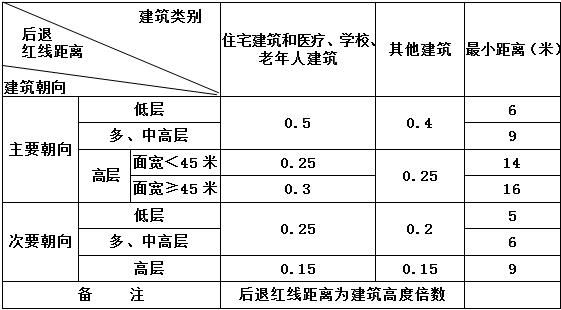 建筑类别
后退
红线距离
建筑朝向
住宅建筑和医疗、学校、
老年人建筑
其他建筑
最小距离（米）
主要朝向
低层
0.5
0.4
6
多、中高层
9
高层
面宽＜45 米
0.25
0.25
14
面宽≥45 米
0.3
16
次要朝向
低层
0.25
0.2
5
多、中高层
6
高层
0.15
0.15
9
备 注
后退红线距离为建筑高度倍数